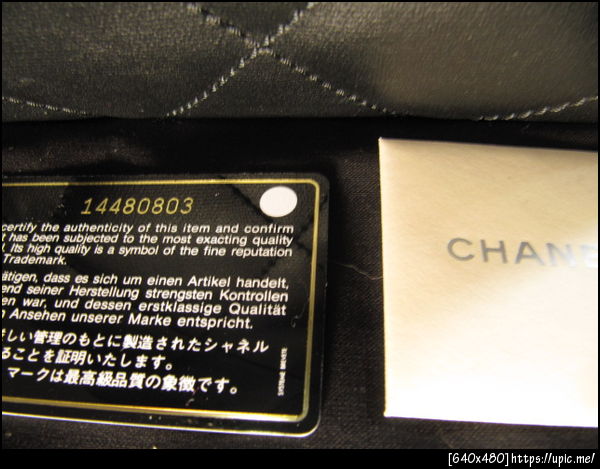 14480803
certify the authenticity of this item and confirm
t has been subjected to the most exacting quality
. Its high quality is a symbol of the fine reputation
Trademark.
ätigen, dass es sich um einen Artikel handelt,
end seiner Herstellung strengsten Kontrollen
en war, und dessen erstklassige Qualität
n Ansehen unserer Marke entspricht.
しい管理のもとに製造されたシャネル
ることを証明いたします。
マークは最高級品質の象徴です。
CHANE
[640x480]https://upic.me/